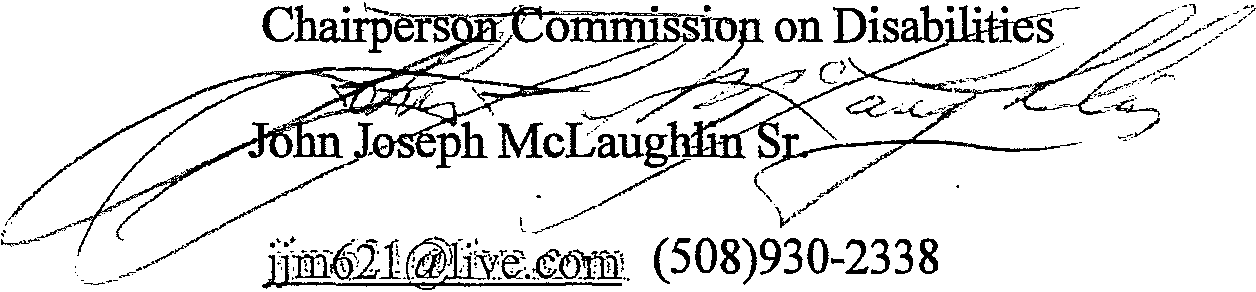 Chairperson Commission on Disabilities
John Joseph McLaughlin Sr.
jjm621@live.com (508)930-2338